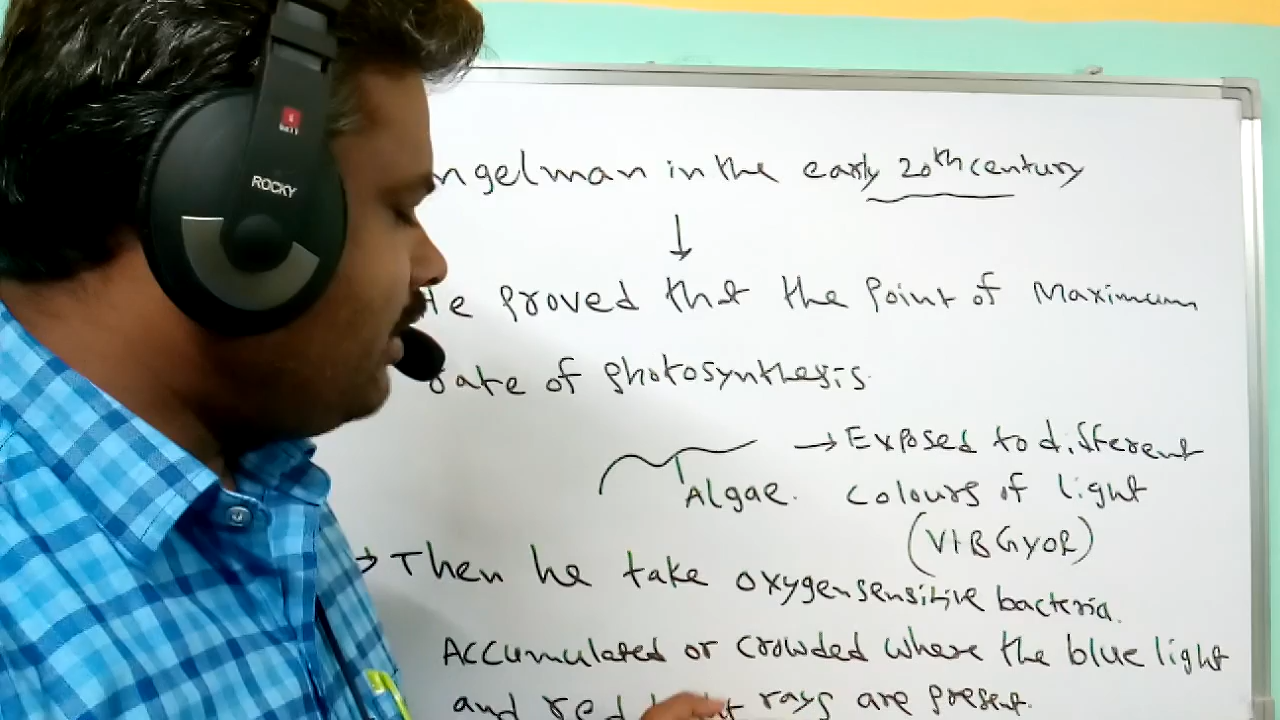 ROCKY
ngelman in the early 20th century
↓
He proved that the point of Maximum
rate of photosynthesis.
→ Exposed to different
Algae. colours of light
(VIBGYOR)
→ Then he take oxygen sensitive bacteria.
Accumulated or crowded where the blue light
and red rays are present.